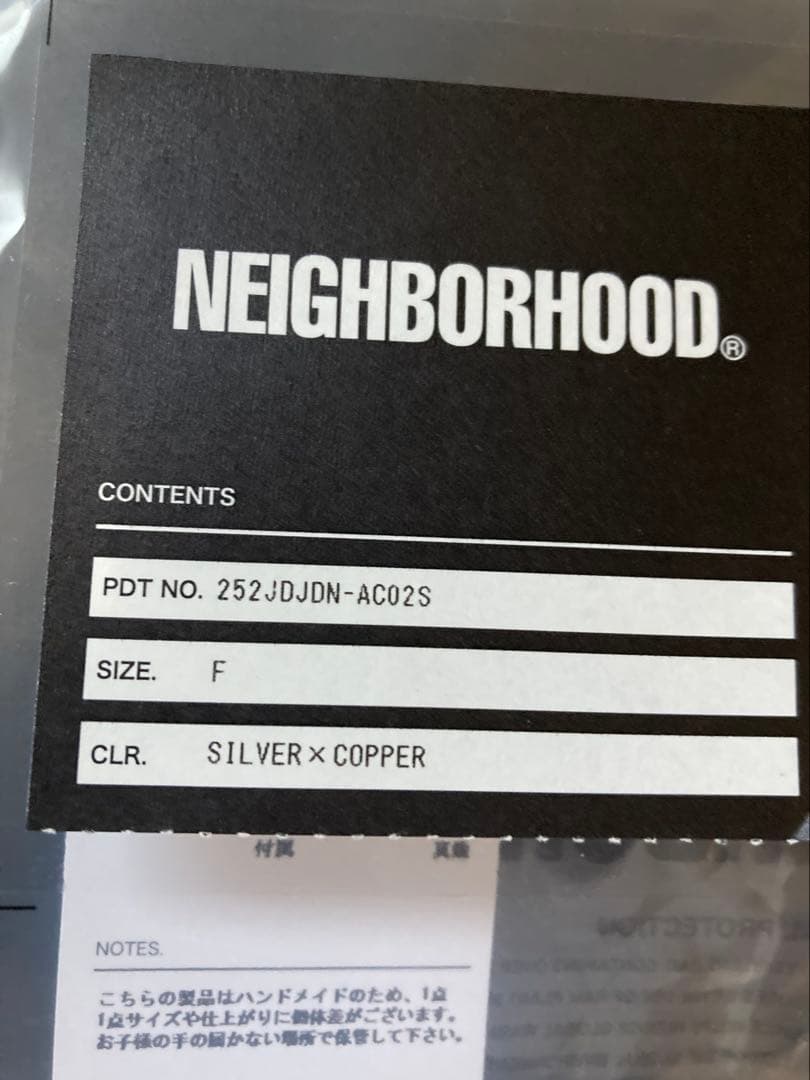 NEIGHBORHOOD®
CONTENTS
PDT NO. 252JDJDN-AC02S
SIZE. F
CLR. SILVER×COPPER
付属 真鍮
NOTES.
こちらの製品はハンドメイドのため、1点
1点サイズや仕上がりに個体差がございます。
お子様の手の届かない場所で保管して下さい。
PROTECTION